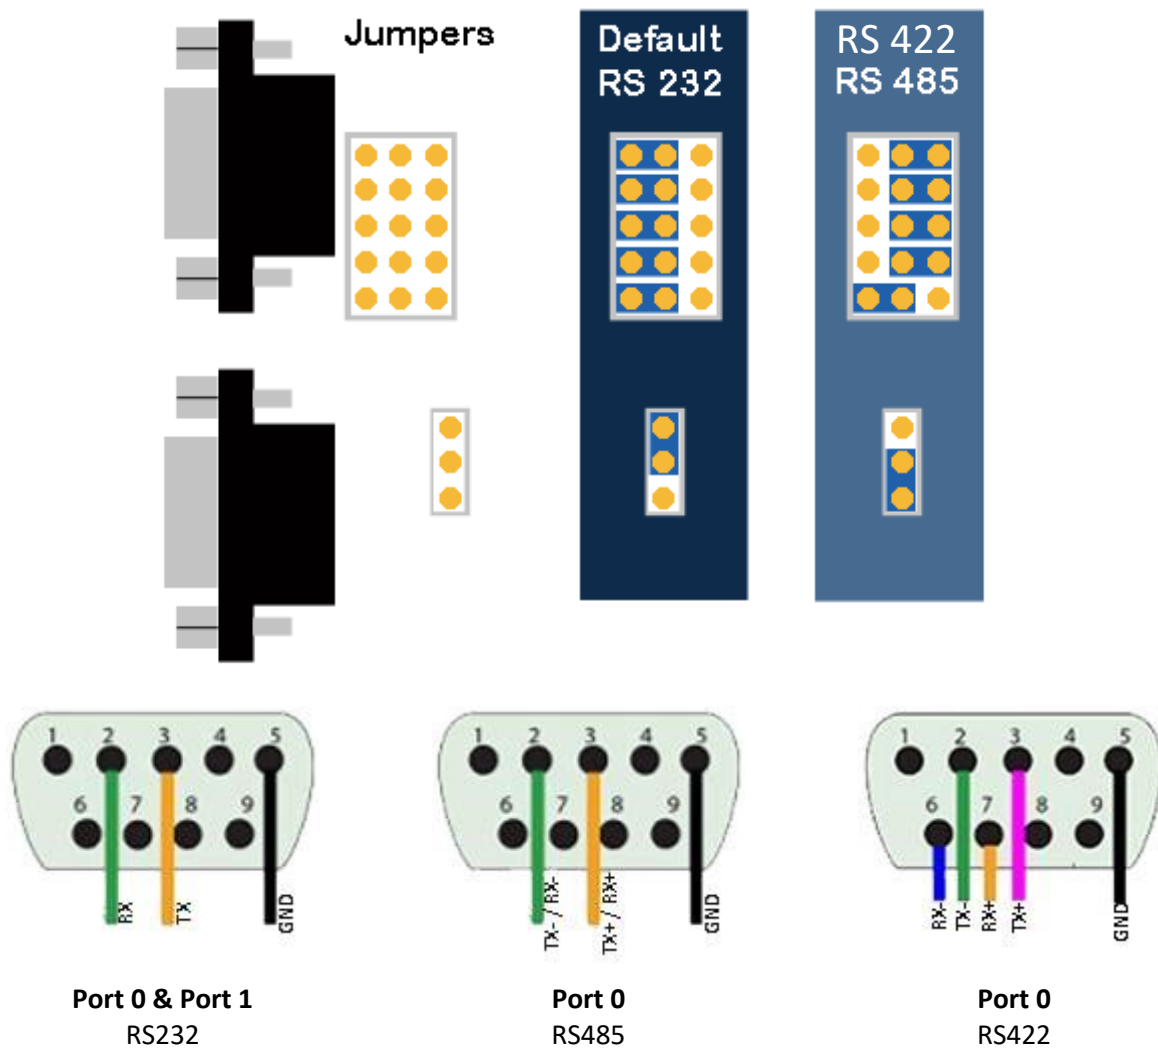 Jumpers
Default
RS 232
RS 422
RS 485
1 2 3 4 5
6 7 8 9
RX TX GND
1 2 3 4 5
6 7 8 9
TX- / RX- TX+ / RX+ GND
1 2 3 4 5
6 7 8 9
RX- TX- RX+ TX+ GND
Port 0 & Port 1
RS232
Port 0
RS485
Port 0
RS422